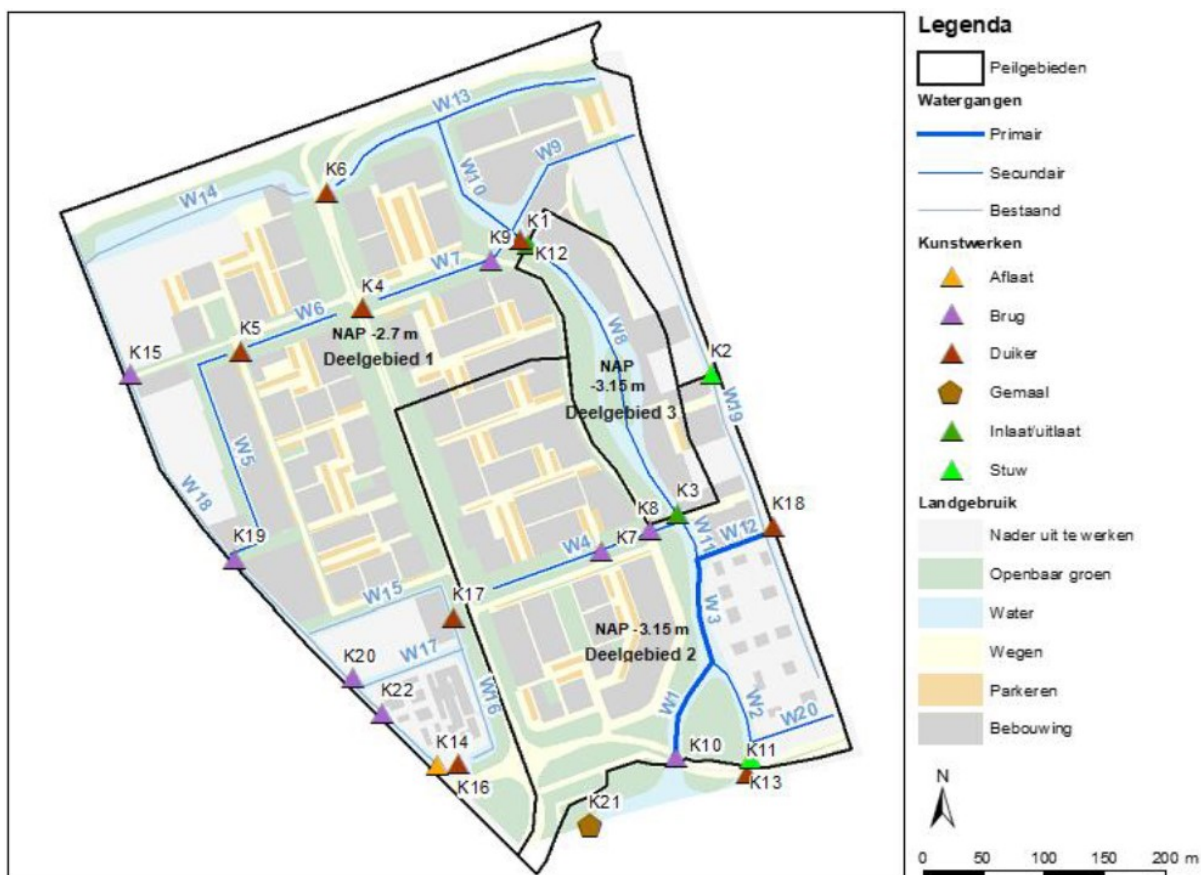 Legenda
Peilgebieden
Watergangen
Primair
Secundair
Bestaand
Kunstwerken
Aflaat
Brug
Duiker
Gemaal
Inlaat/uitlaat
Stuw
Landgebruik
Nader uit te werken
Openbaar groen
Water
Wegen
Parkeren
Bebouwing
N
0 50 100 150 200 m
W13
K6
W9
W10
W14
K1
K9
K12
W7
K4
W6
NAP -2.7 m
Deelgebied 1
K5
K15
W8
K2
NAP
-3.15 m
Deelgebied 3
W19
W5
W18
K3
K8
K18
K19
K7
W4
W11
W12
W15
K17
W3
NAP -3.15 m
Deelgebied 2
W17
K20
K22
W16
W1
W2
W20
K14
K10
K11
K16
K13
K21